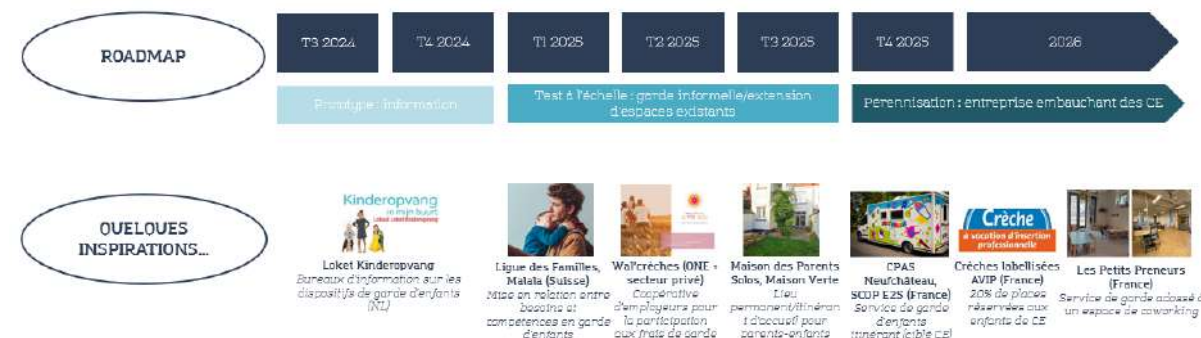 ROADMAP
T3 2024
T4 2024
T1 2025
T2 2025
T3 2025
T4 2025
2026
Prototype : information
Test à l'échelle : garde informelle/extension
d'espaces existants
Pérennisation : entreprise embauchant des CE
QUELQUES
INSPIRATIONS...
Kinderopvang
in mijn buurt
Loket Kinderopvang
Loket Kinderopvang
Bureaux d'information sur les
dispositifs de garde d'enfants
(NL)
Ligue des Familles,
Malala (Suisse)
Mise en relation entre
besoins et
compétences en garde
d'enfants
Wal'crèches (ONE +
secteur privé)
Coopérative
d'employeurs pour
la participation
aux frais de garde
Maison des Parents
Solos, Maison Verte
Lieu
permanent/itinéran
t d'accueil pour
parents-enfants
CPAS
Neufchâteau,
SCOP E2S (France)
Service de garde
d'enfants
itinérant (cible CE)
Crèche
à vocation d'insertion
professionnelle
Crèches labellisées
AVIP (France)
20% de places
réservées aux
enfants de CE
Les Petits Preneurs
(France)
Service de garde adossé à
un espace de coworking